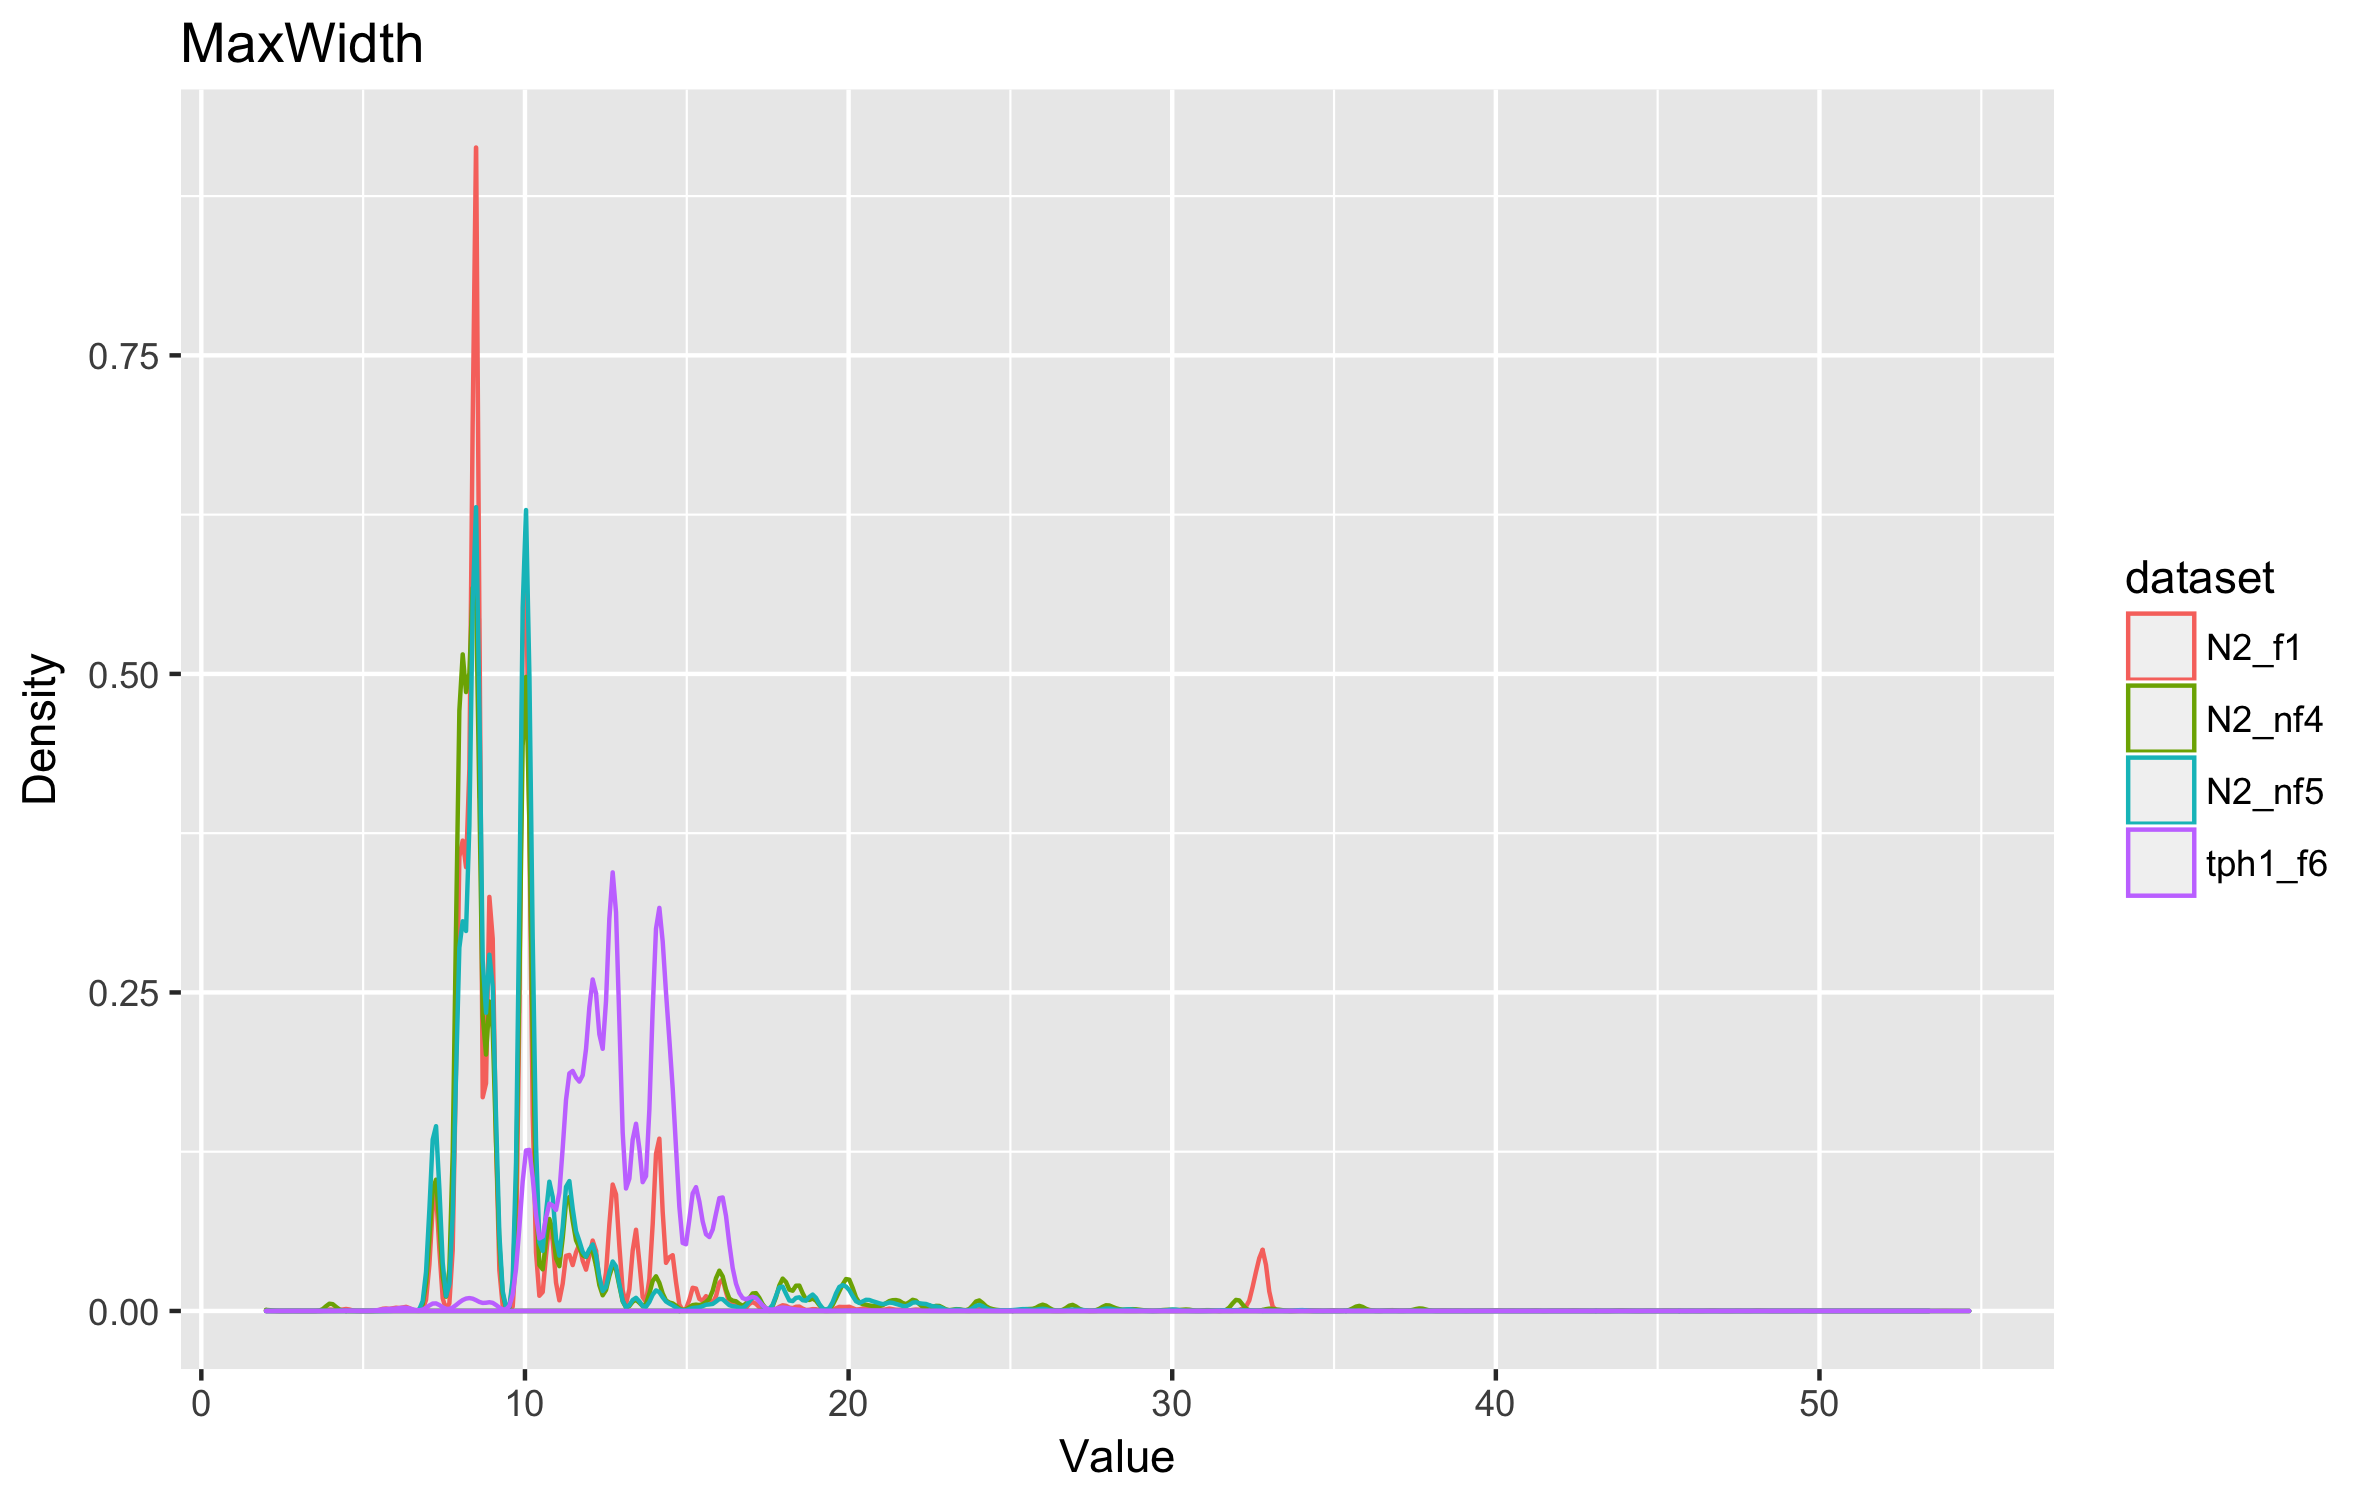 MaxWidth
Density
0.75
0.50
0.25
0.00
0 10 20 30 40 50
Value
dataset
N2_f1
N2_nf4
N2_nf5
tph1_f6